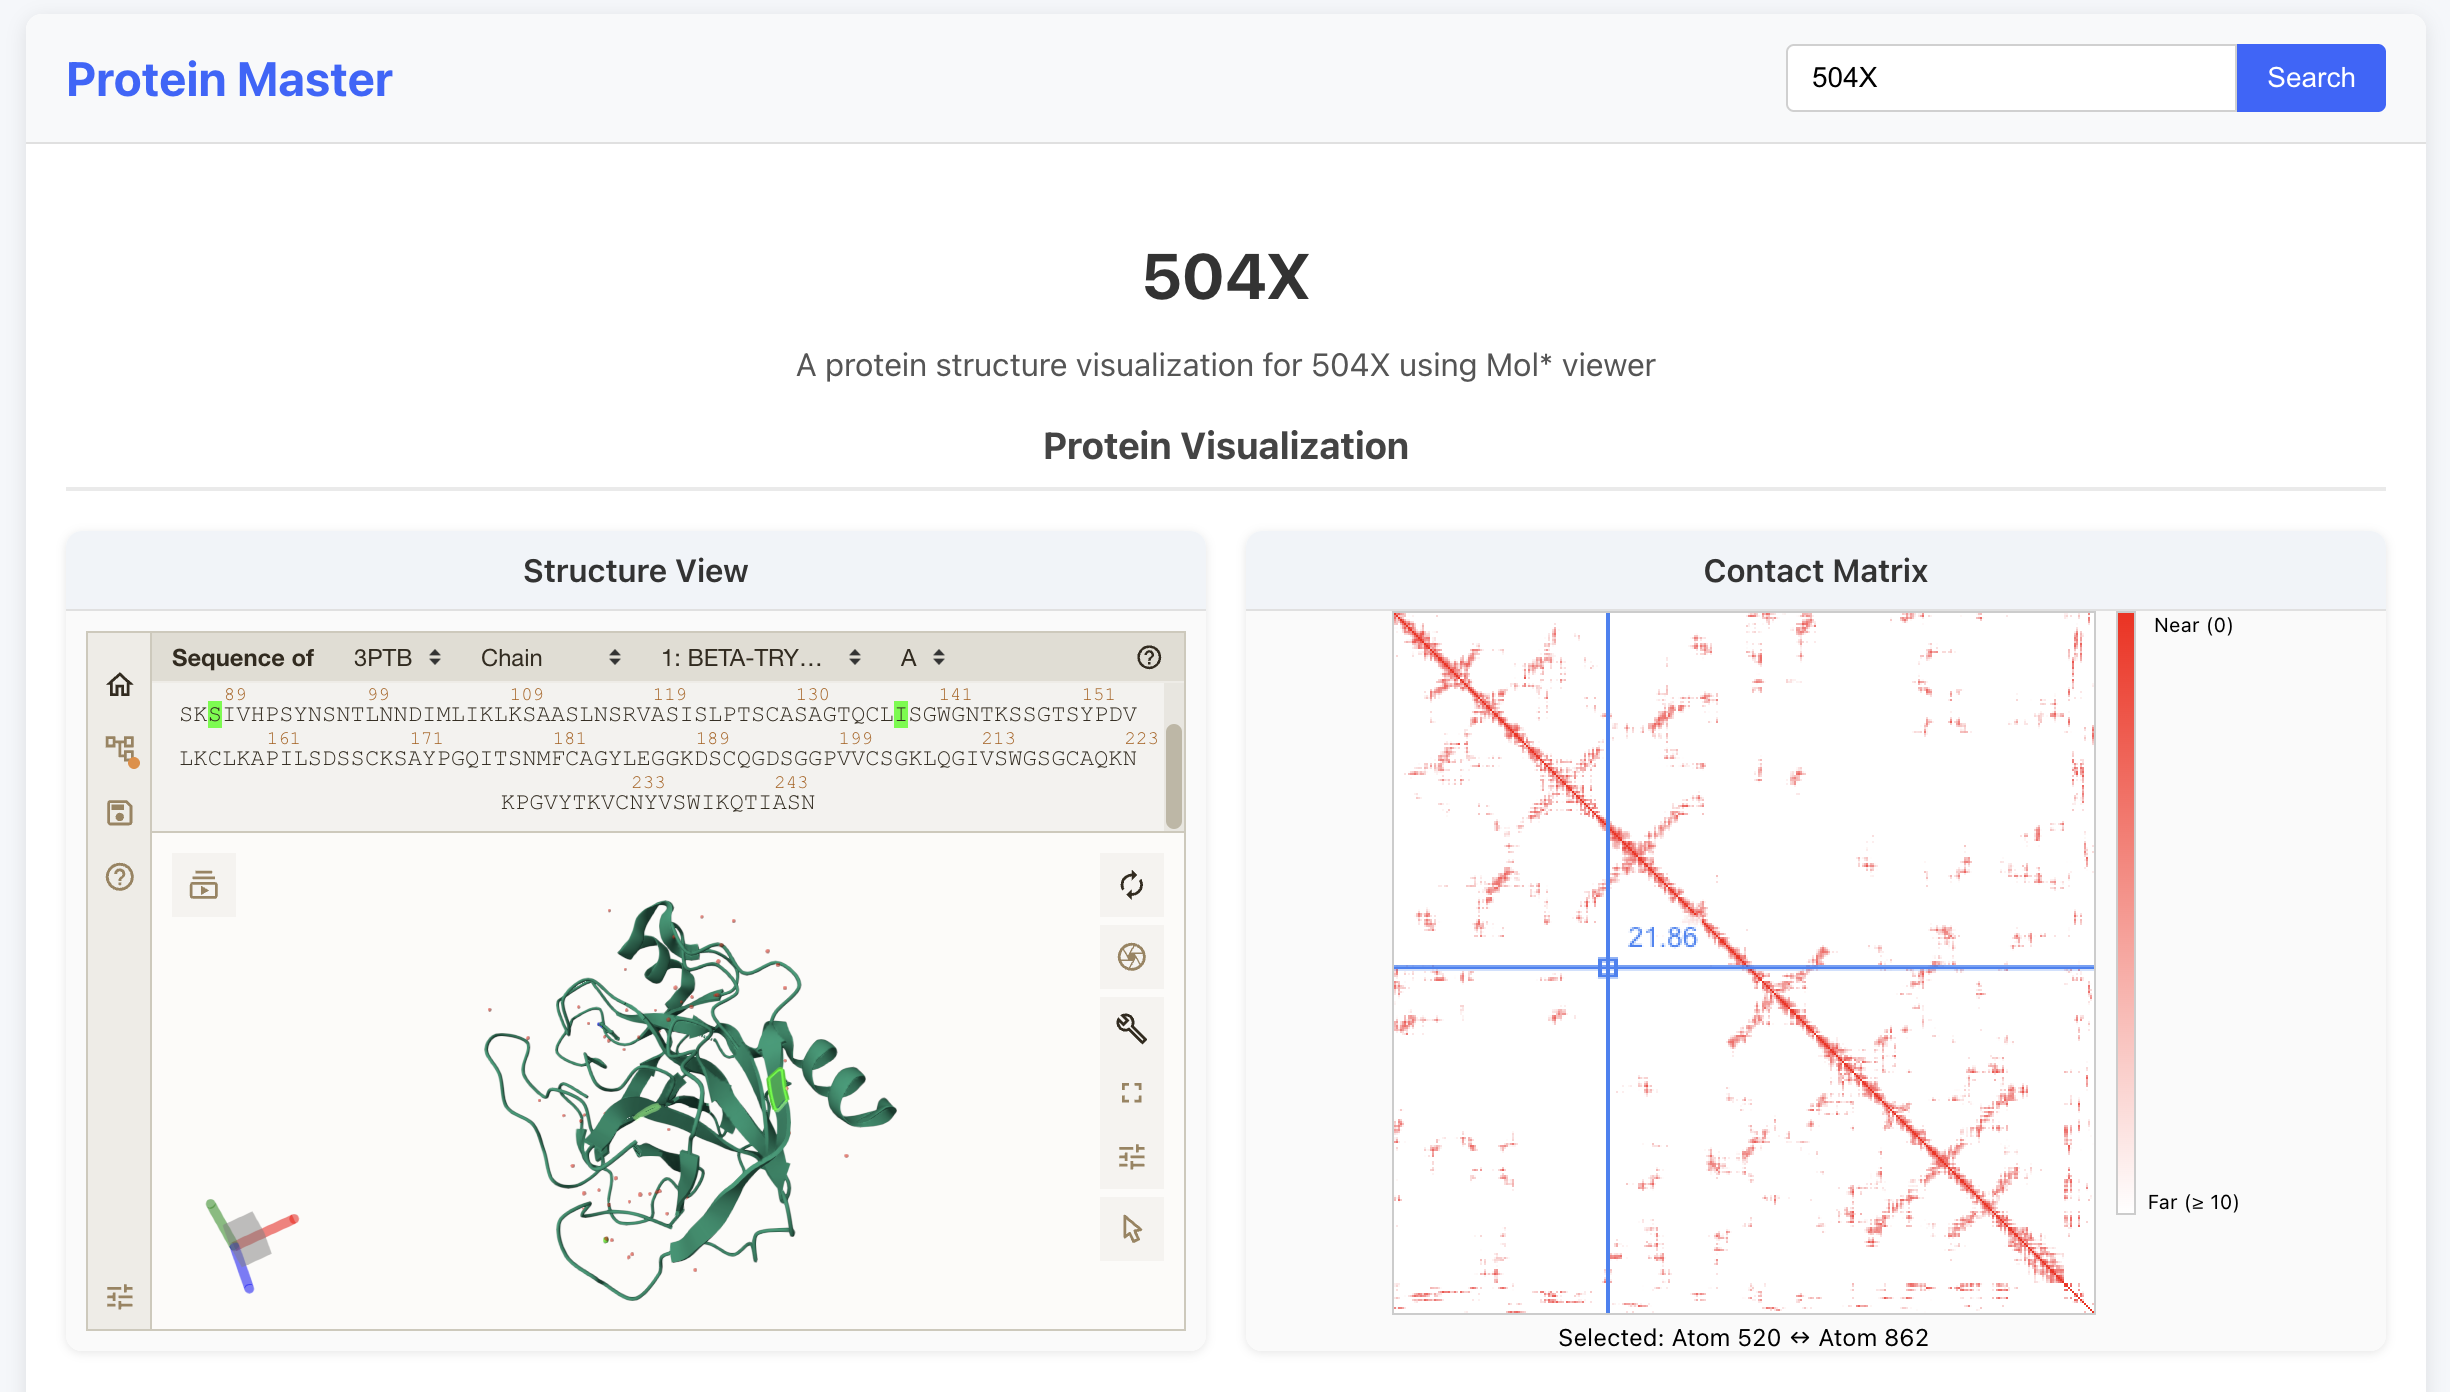 Protein Master
504X
Search
504X
A protein structure visualization for 504X using Mol* viewer
Protein Visualization
Structure View
Sequence of 3PTB Chain 1: BETA-TRY... A
89 99 109 119 130 141 151
SKSIVHPSYNSNTLNNDIMLIKLKSAASLNSRVASISLPTSCASAGTQCLISGWGNTKSSGTSYPDV
161 171 181 189 199 213 223
LKCLKAPILSDSSCKSAYPGQITSNMFCAGYLEGGKDSCQGDSGGPVVCSGKLQGIVSWGSGCAQKN
233 243
KPGVYTKVCNYVSWIKQTIASN
Contact Matrix
Near (0)
21.86
Far (≥ 10)
Selected: Atom 520 ↔ Atom 862